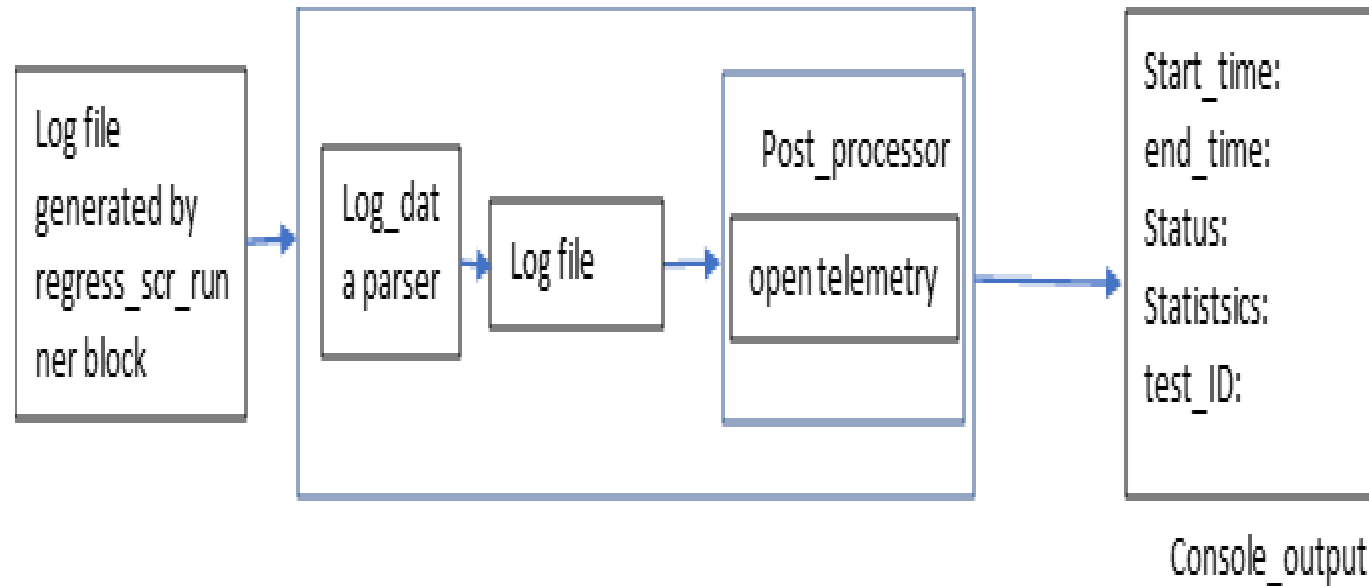 Log file
generated by
regress_scr_run
ner block
Log_dat
a parser
Log file
Post_processor
open telemetry
Start_time:
end_time:
Status:
Statistsics:
test_ID:
Console_output